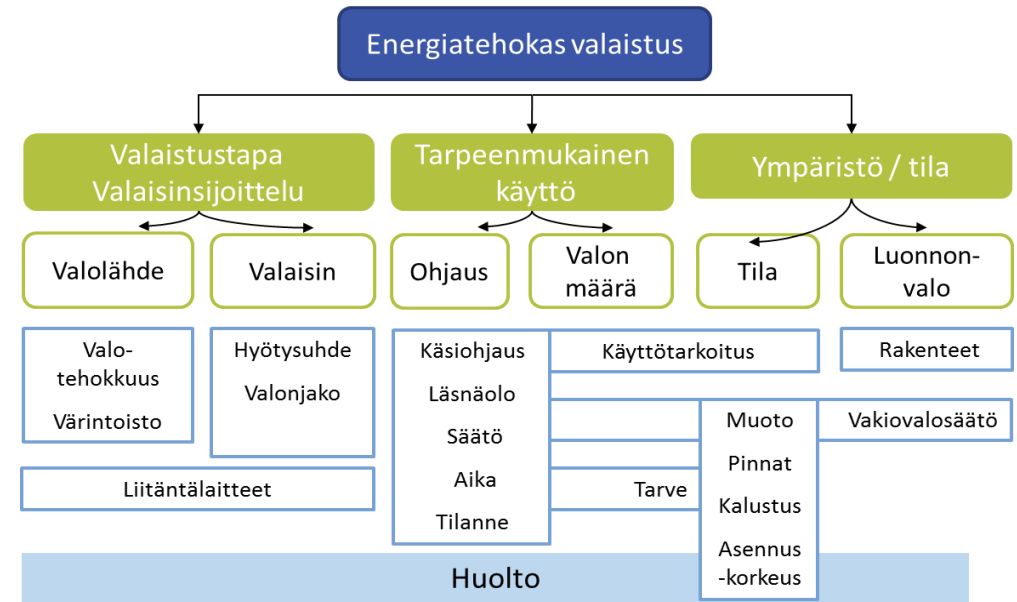 Energiatehokas valaistus
Valaistustapa
Valaisinsijoittelu
Tarpeenmukainen
käyttö
Ympäristö / tila
Valolähde
Valaisin
Ohjaus
Valon
määrä
Tila
Luonnon-
valo
Valo-
tehokkuus
Värintoisto
Hyötysuhde
Valonjako
Liitäntälaitteet
Käsiohjaus
Läsnäolo
Säätö
Aika
Tilanne
Käyttötarkoitus
Tarve
Muoto
Pinnat
Kalustus
Asennus
-korkeus
Rakenteet
Vakiovalosäätö
Huolto